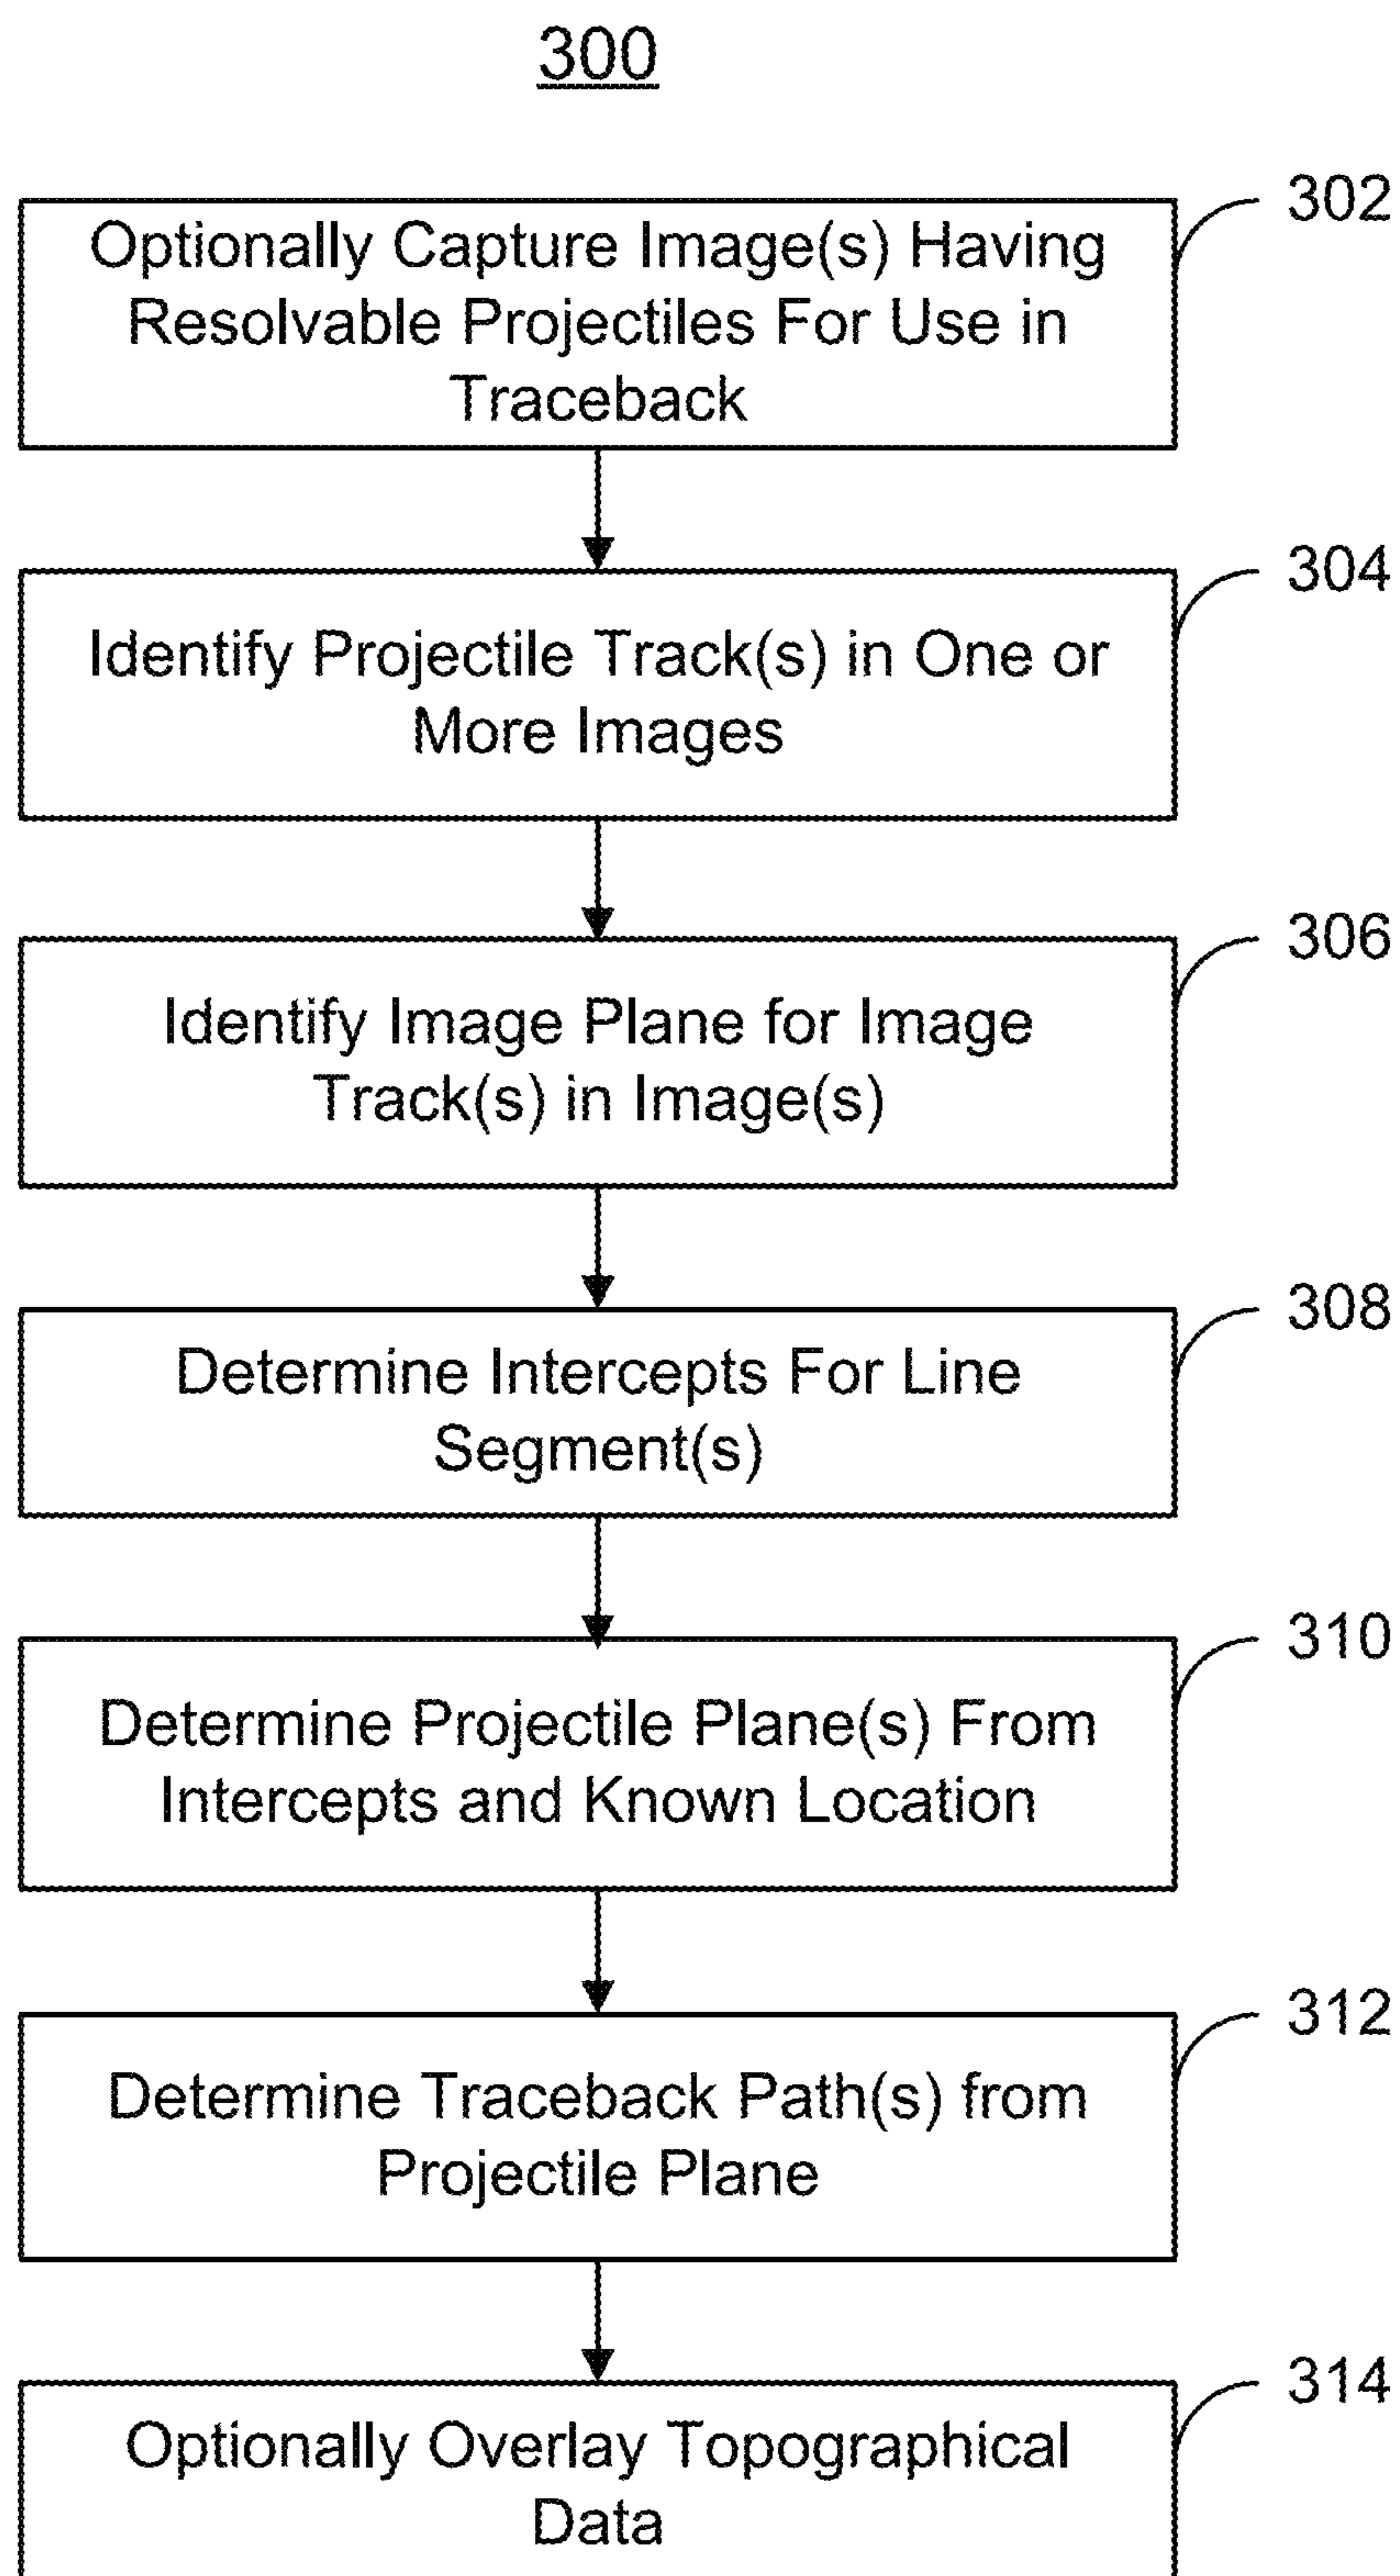 300
302
Optionally Capture Image(s) Having
Resolvable Projectiles For Use in
Traceback
304
Identify Projectile Track(s) in One or
More Images
306
Identify Image Plane for Image
Track(s) in Image(s)
308
Determine Intercepts For Line
Segment(s)
310
Determine Projectile Plane(s) From
Intercepts and Known Location
312
Determine Traceback Path(s) from
Projectile Plane
314
Optionally Overlay Topographical
Data